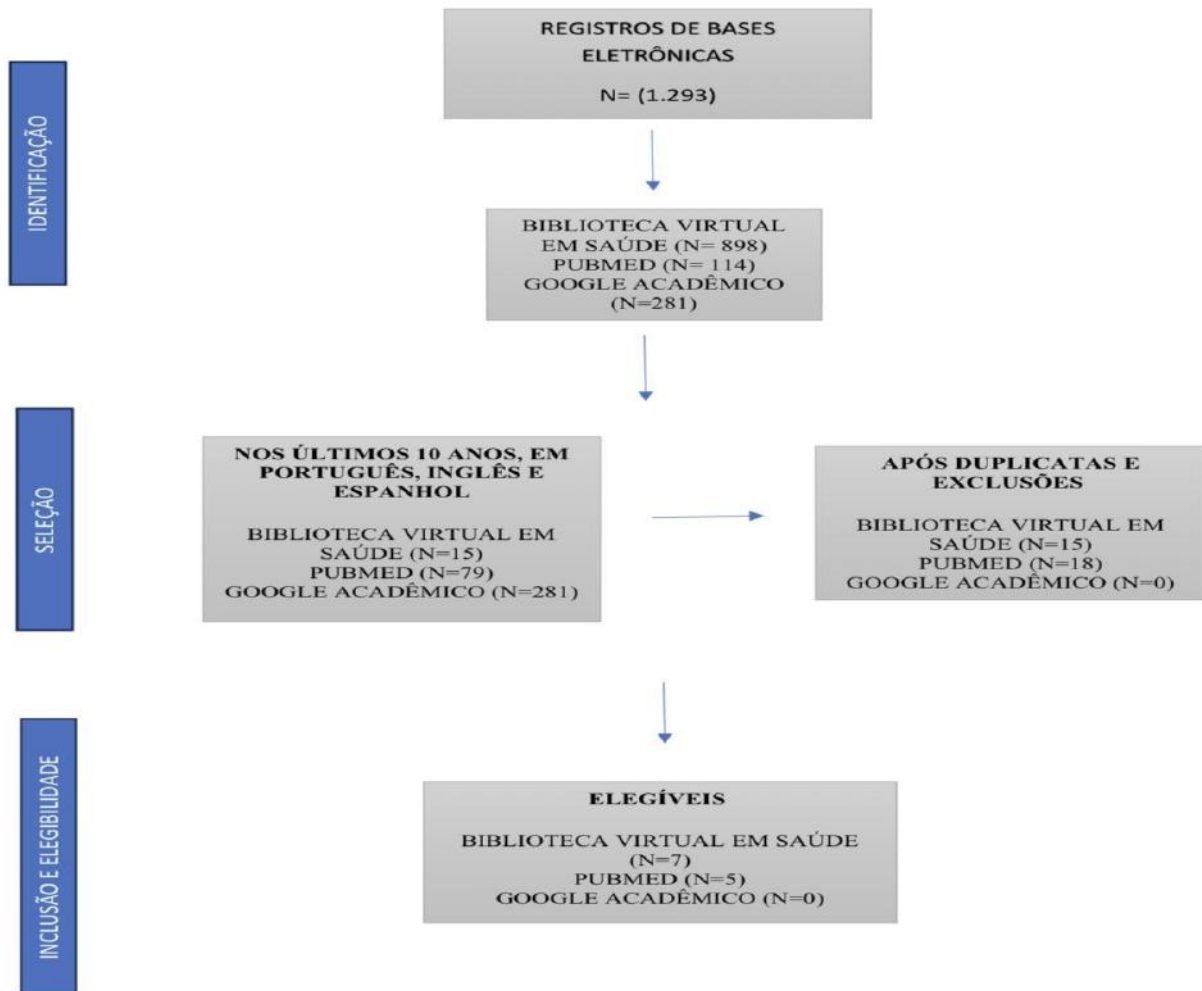 IDENTIFICAÇÃO
REGISTROS DE BASES
ELETRÔNICAS
N= (1.293)
BIBLIOTECA VIRTUAL
EM SAÚDE (N= 898)
PUBMED (N= 114)
GOOGLE ACADÊMICO
(N=281)
SELEÇÃO
NOS ÚLTIMOS 10 ANOS, EM
PORTUGUÊS, INGLÊS E
ESPANHOL
BIBLIOTECA VIRTUAL EM
SAÚDE (N=15)
PUBMED (N=79)
GOOGLE ACADÊMICO (N=281)
APÓS DUPLICATAS E
EXCLUSÕES
BIBLIOTECA VIRTUAL EM
SAÚDE (N=15)
PUBMED (N=18)
GOOGLE ACADÊMICO (N=0)
INCLUSÃO E ELEGIBILIDADE
ELEGÍVEIS
BIBLIOTECA VIRTUAL EM SAÚDE
(N=7)
PUBMED (N=5)
GOOGLE ACADÊMICO (N=0)